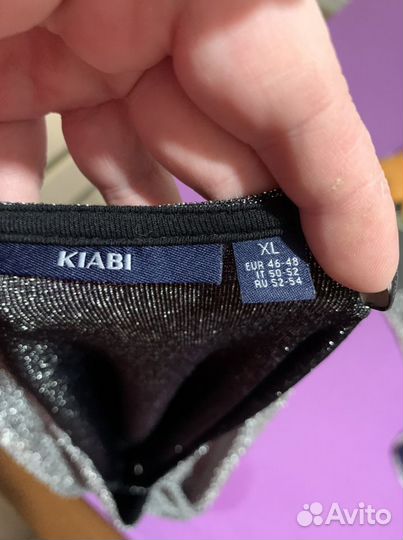 KIABI
XL
EUR 46-48
IT 50-52
RU 52-54
Avito